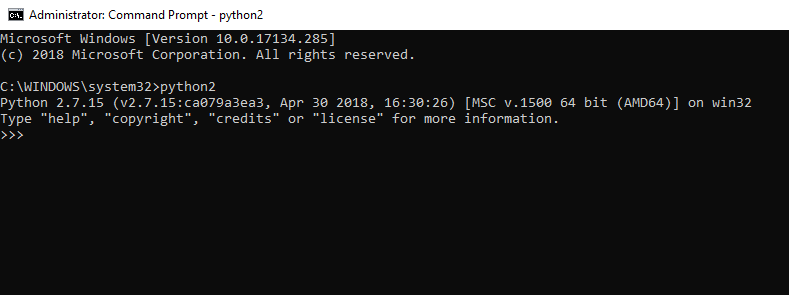 Administrator: Command Prompt - python2
Microsoft Windows [Version 10.0.17134.285]
(c) 2018 Microsoft Corporation. All rights reserved.
C:\WINDOWS\system32>python2
Python 2.7.15 (v2.7.15:ca079a3ea3, Apr 30 2018, 16:30:26) [MSC v.1500 64 bit (AMD64)] on win32
Type "help", "copyright", "credits" or "license" for more information.
>>>